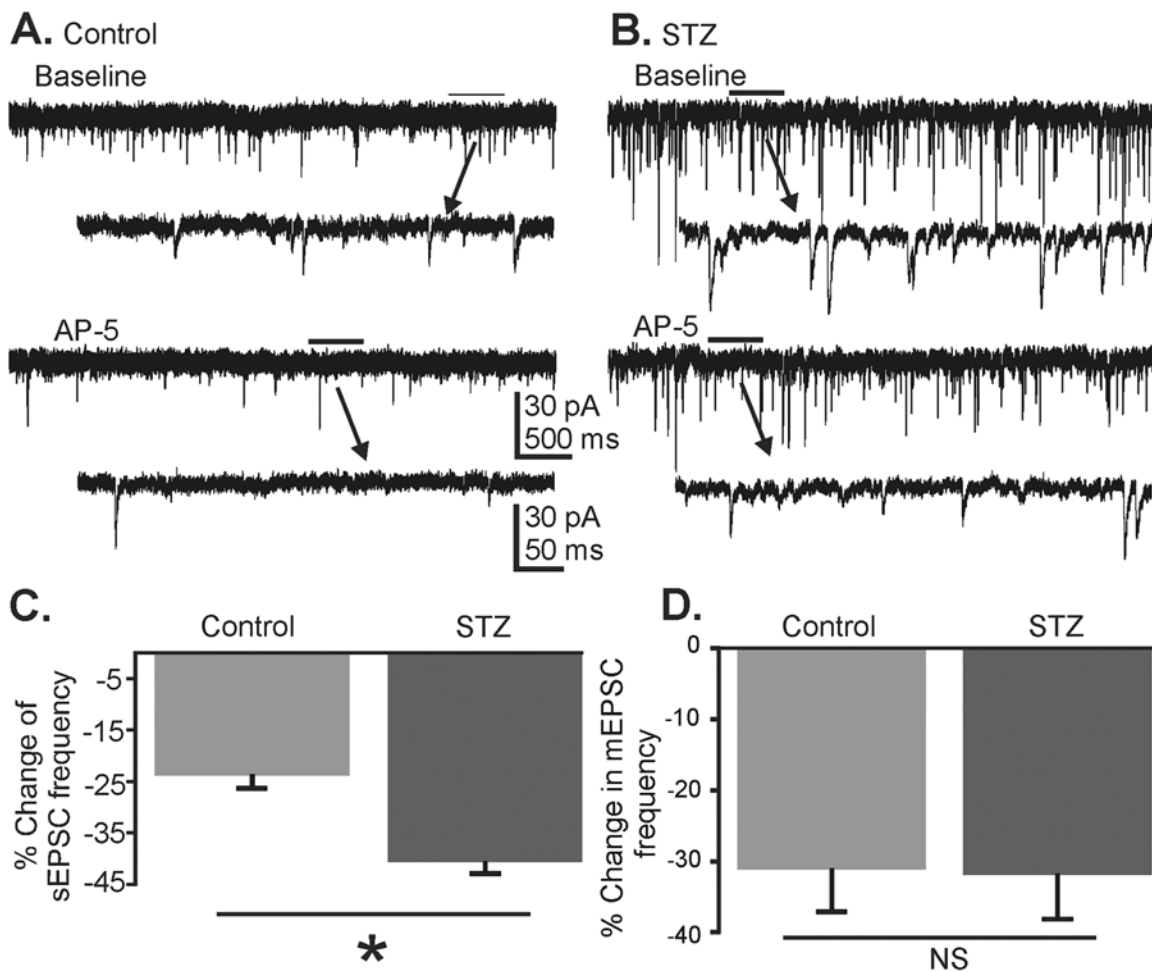 A. Control
Baseline
AP-5
30 pA
500 ms
30 pA
50 ms
B. STZ
Baseline
AP-5
C.
Control
STZ
% Change of
sEPSC frequency
-5
-15
-25
-35
-45
*
D.
Control
STZ
% Change in mEPSC
frequency
0
-10
-20
-30
-40
NS